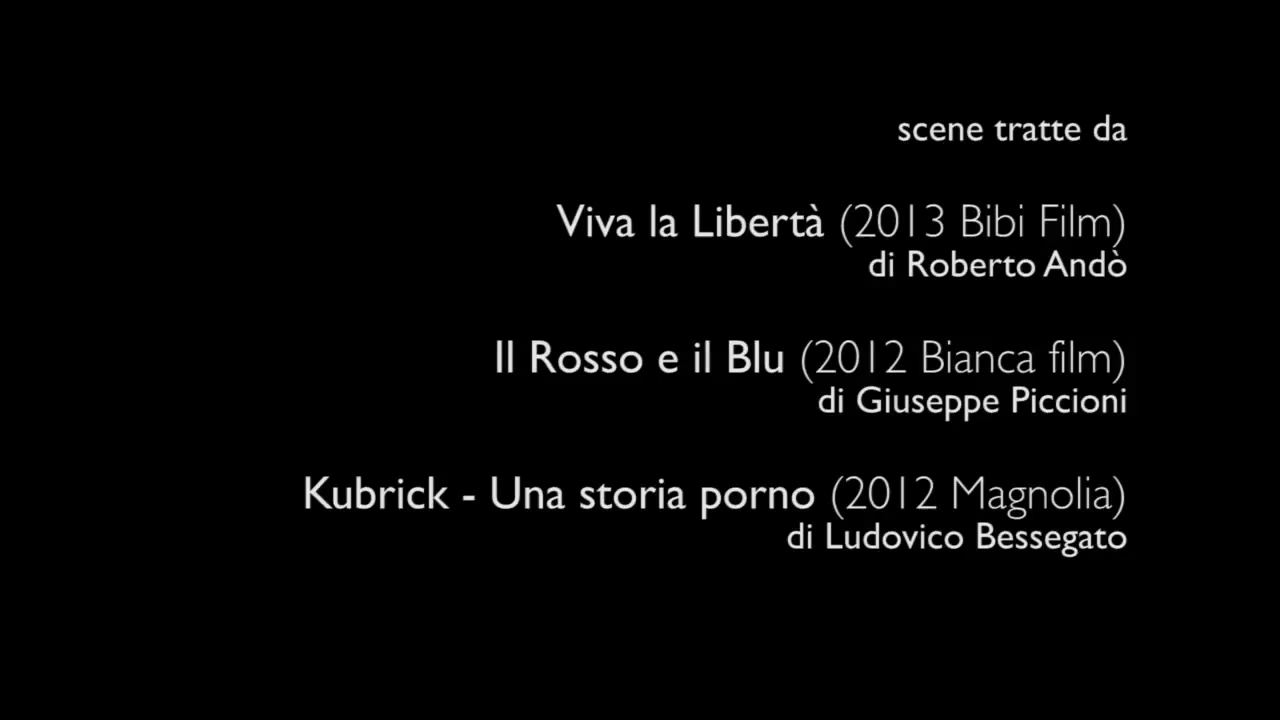 scene tratte da
Viva la Libertà (2013 Bibi Film)
di Roberto Andò
Il Rosso e il Blu (2012 Bianca film)
di Giuseppe Piccioni
Kubrick - Una storia porno (2012 Magnolia)
di Ludovico Bessegato